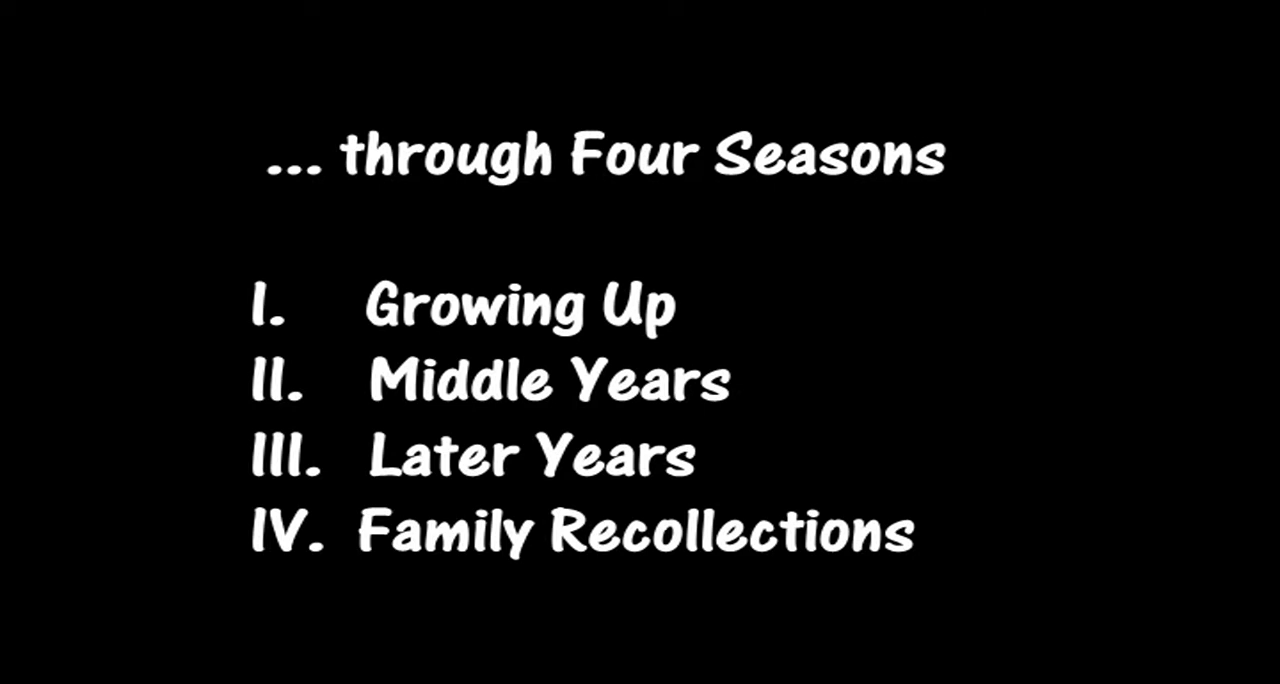 ... through Four Seasons
I. Growing Up
II. Middle Years
III. Later Years
IV. Family Recollections